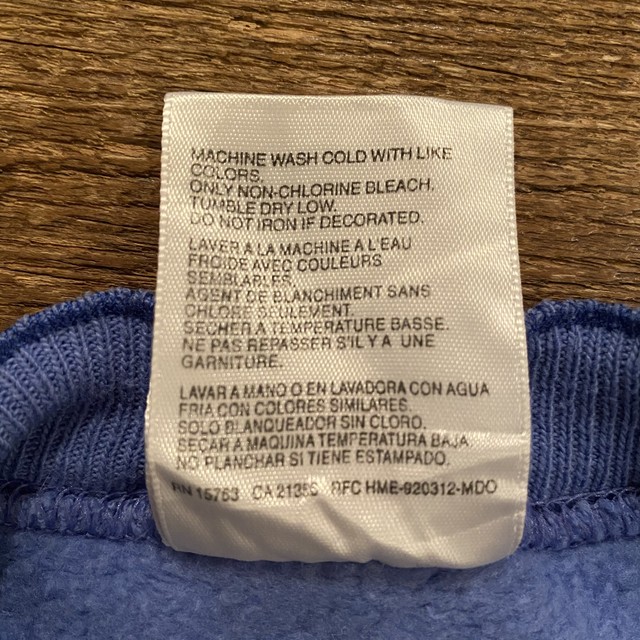 MACHINE WASH COLD WITH LIKE
COLORS.
ONLY NON-CHLORINE BLEACH.
TUMBLE DRY LOW.
DO NOT IRON IF DECORATED.
LAVER A LA MACHINE A L'EAU
FROIDE AVEC COULEURS
SEMBLABLES.
AGENT DE BLANCHIMENT SANS
CHLORE SEULEMENT.
SECHER A TEMPERATURE BASSE.
NE PAS REPASSER S'IL Y A UNE
GARNITURE.
LAVAR A MANO O EN LAVADORA CON AGUA
FRIA CON COLORES SIMILARES.
SOLO BLANQUEADOR SIN CLORO.
SECAR A MAQUINA TEMPERATURA BAJA.
NO PLANCHAR SI TIENE ESTAMPADO.
RN 15763 CA RFC HME-920312-MDO